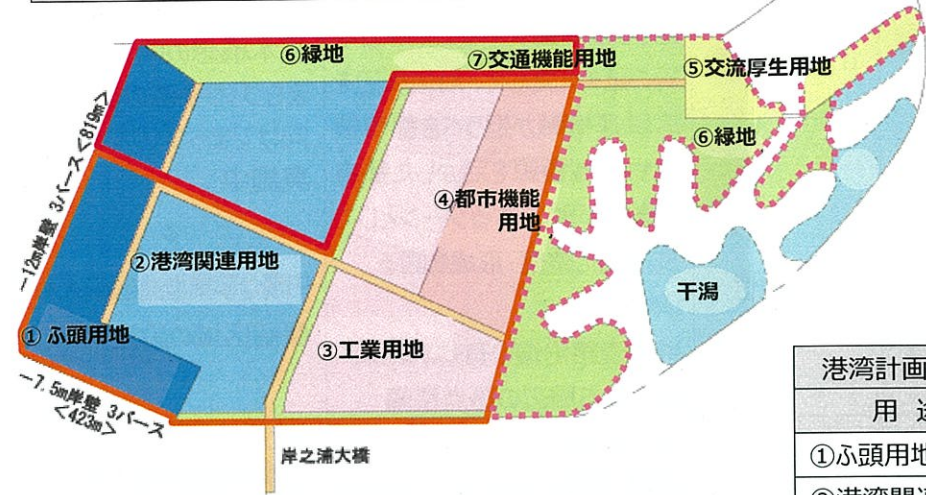 ⑥緑地
⑦交通機能用地
⑤交流厚生用地
⑥緑地
-12m岸壁 3バース<819m>
④都市機能
用地
②港湾関連用地
干潟
①ふ頭用地
③工業用地
-7.5m岸壁 3バース
<423m>
岸之浦大橋
港湾計画
用 途
①ふ頭用地